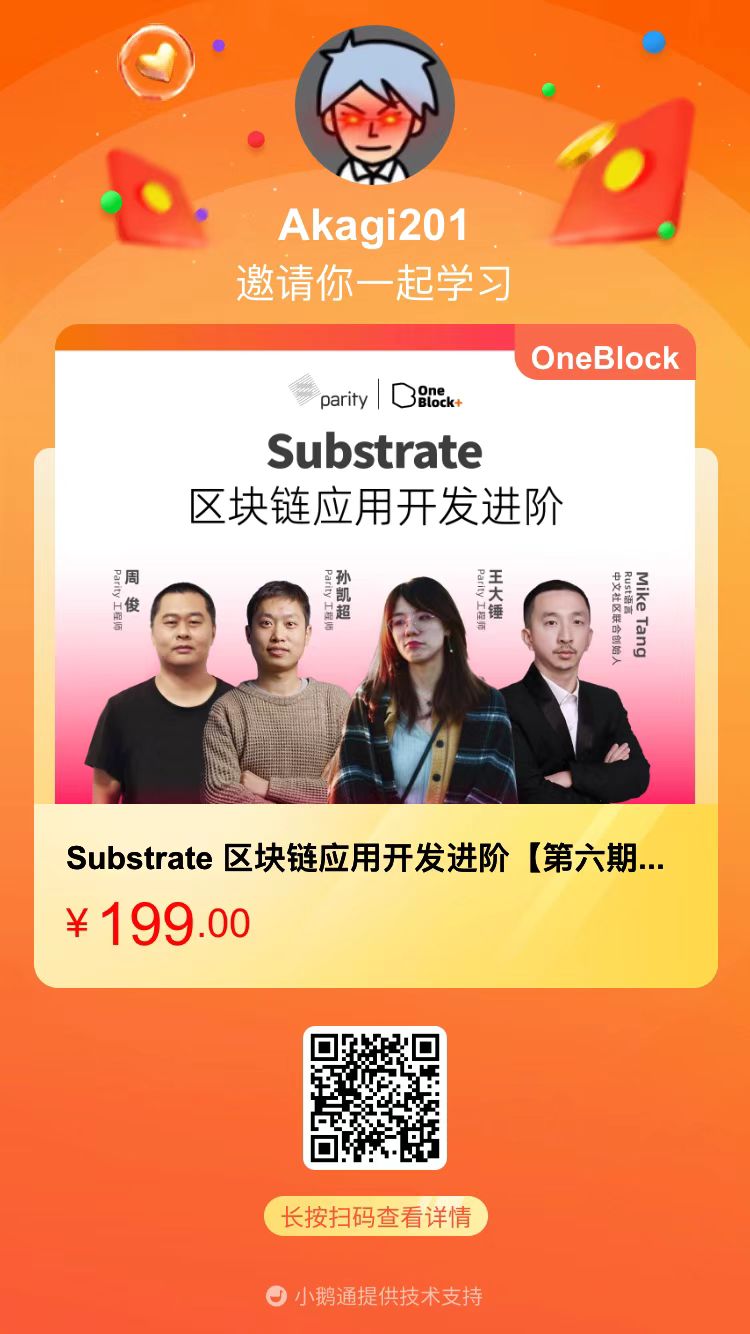 Akagi201
邀请你一起学习
OneBlock
parity
One
Block+
Substrate
区块链应用开发进阶
周俊
Parity 工程师
孙凯超
Parity 工程师
王大锤
Parity 工程师
Mike Tang
Rust语言
中文社区联合创始人
Substrate 区块链应用开发进阶【第六期...
¥199.00
长按扫码查看详情
小鹅通提供技术支持